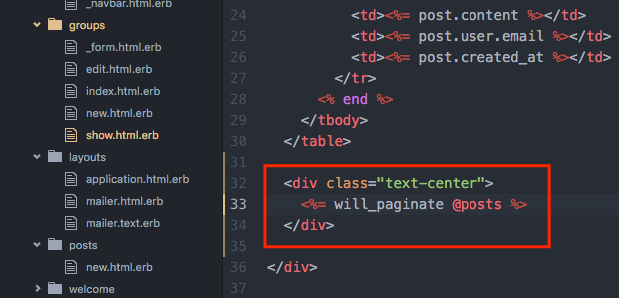 _navbar.html.erb
groups
_form.html.erb
edit.html.erb
index.html.erb
new.html.erb
show.html.erb
layouts
application.html.erb
mailer.html.erb
mailer.text.erb
posts
new.html.erb
welcome
24 <td><%= post.content %></td>
25 <td><%= post.user.email %></td>
26 <td><%= post.created_at %></td>
27 </tr>
28 <% end %>
29 </tbody>
30 </table>
31
32 <div class="text-center">
33 <%= will_paginate @posts %>
34 </div>
35
36 </div>
37